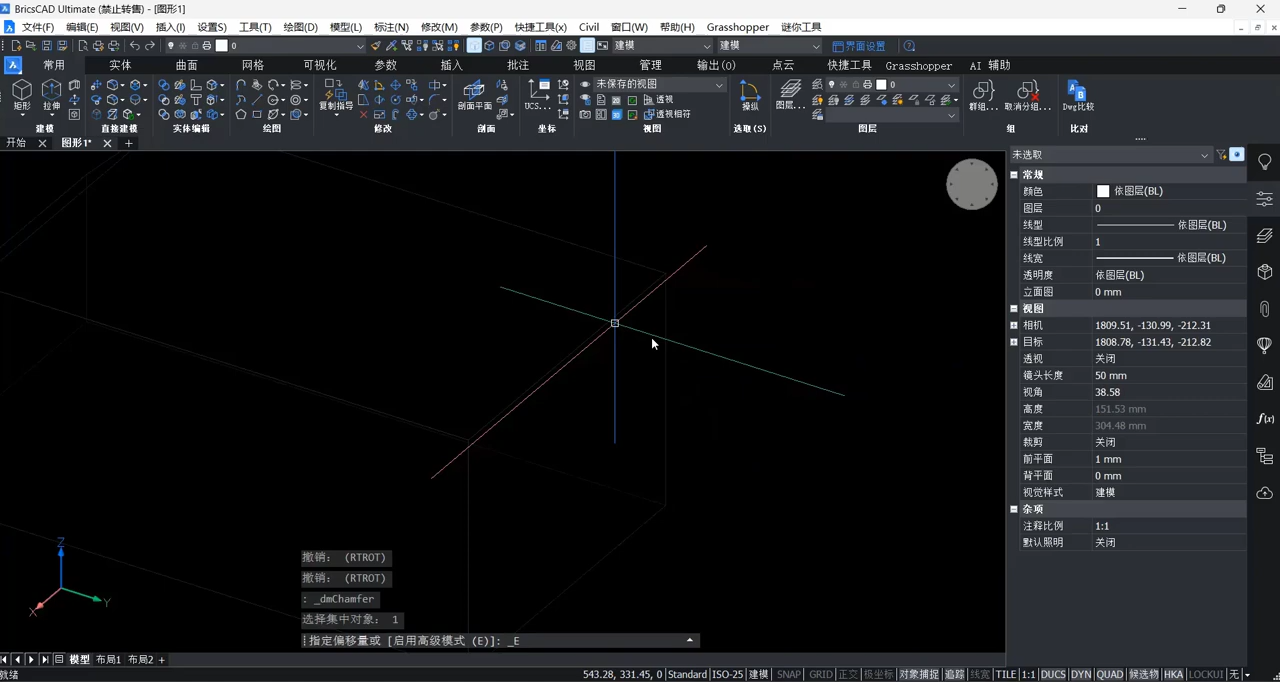 BricsCAD Ultimate (禁止转售) - [图形1]
文件(F) 编辑(E) 视图(V) 插入(I) 设置(S) 工具(T) 绘图(D) 模型(L) 标注(N) 修改(M) 参数(P) 快捷工具(x) Civil 窗口(W) 帮助(H) Grasshopper 迷你工具
0 建模 建模 界面设置
常用 实体 曲面 网格 可视化 参数 插入 批注 视图 管理 输出(O) 点云 快捷工具 Grasshopper AI 辅助
矩形 拉伸 复制指导 剖面平面 UCS... 未保存的视图 透视 透视相符 操纵 图层... 0 群组... 取消分组... Dwg比较
建模 直接建模 实体编辑 绘图 修改 剖面 坐标 视图 选取(S) 图层 组 比对
开始 图形1*
未选取
常规
颜色 依图层(BL)
图层 0
线型 依图层(BL)
线型比例 1
线宽 依图层(BL)
透明度 依图层(BL)
立面图 0 mm
视图
相机 1809.51, -130.99, -212.31
目标 1808.78, -131.43, -212.82
透视 关闭
镜头长度 50 mm
视角 38.58
高度 151.53 mm
宽度 304.48 mm
裁剪 关闭
前平面 1 mm
背平面 0 mm
视觉样式 建模
杂项
注释比例 1:1
默认照明 关闭
Z
Y
X
撤销: (RTROT)
撤销: (RTROT)
: _dmChamfer
选择集中对象: 1
指定偏移量或 [启用高级模式 (E)]: _E
模型 布局1 布局2 +
就绪 543.28, 331.45, 0 Standard ISO-25 建模 SNAP GRID 正交 极坐标 对象捕捉 追踪 线宽 TILE 1:1 DUCS DYN QUAD 候选物 HKA LOCKUI 无